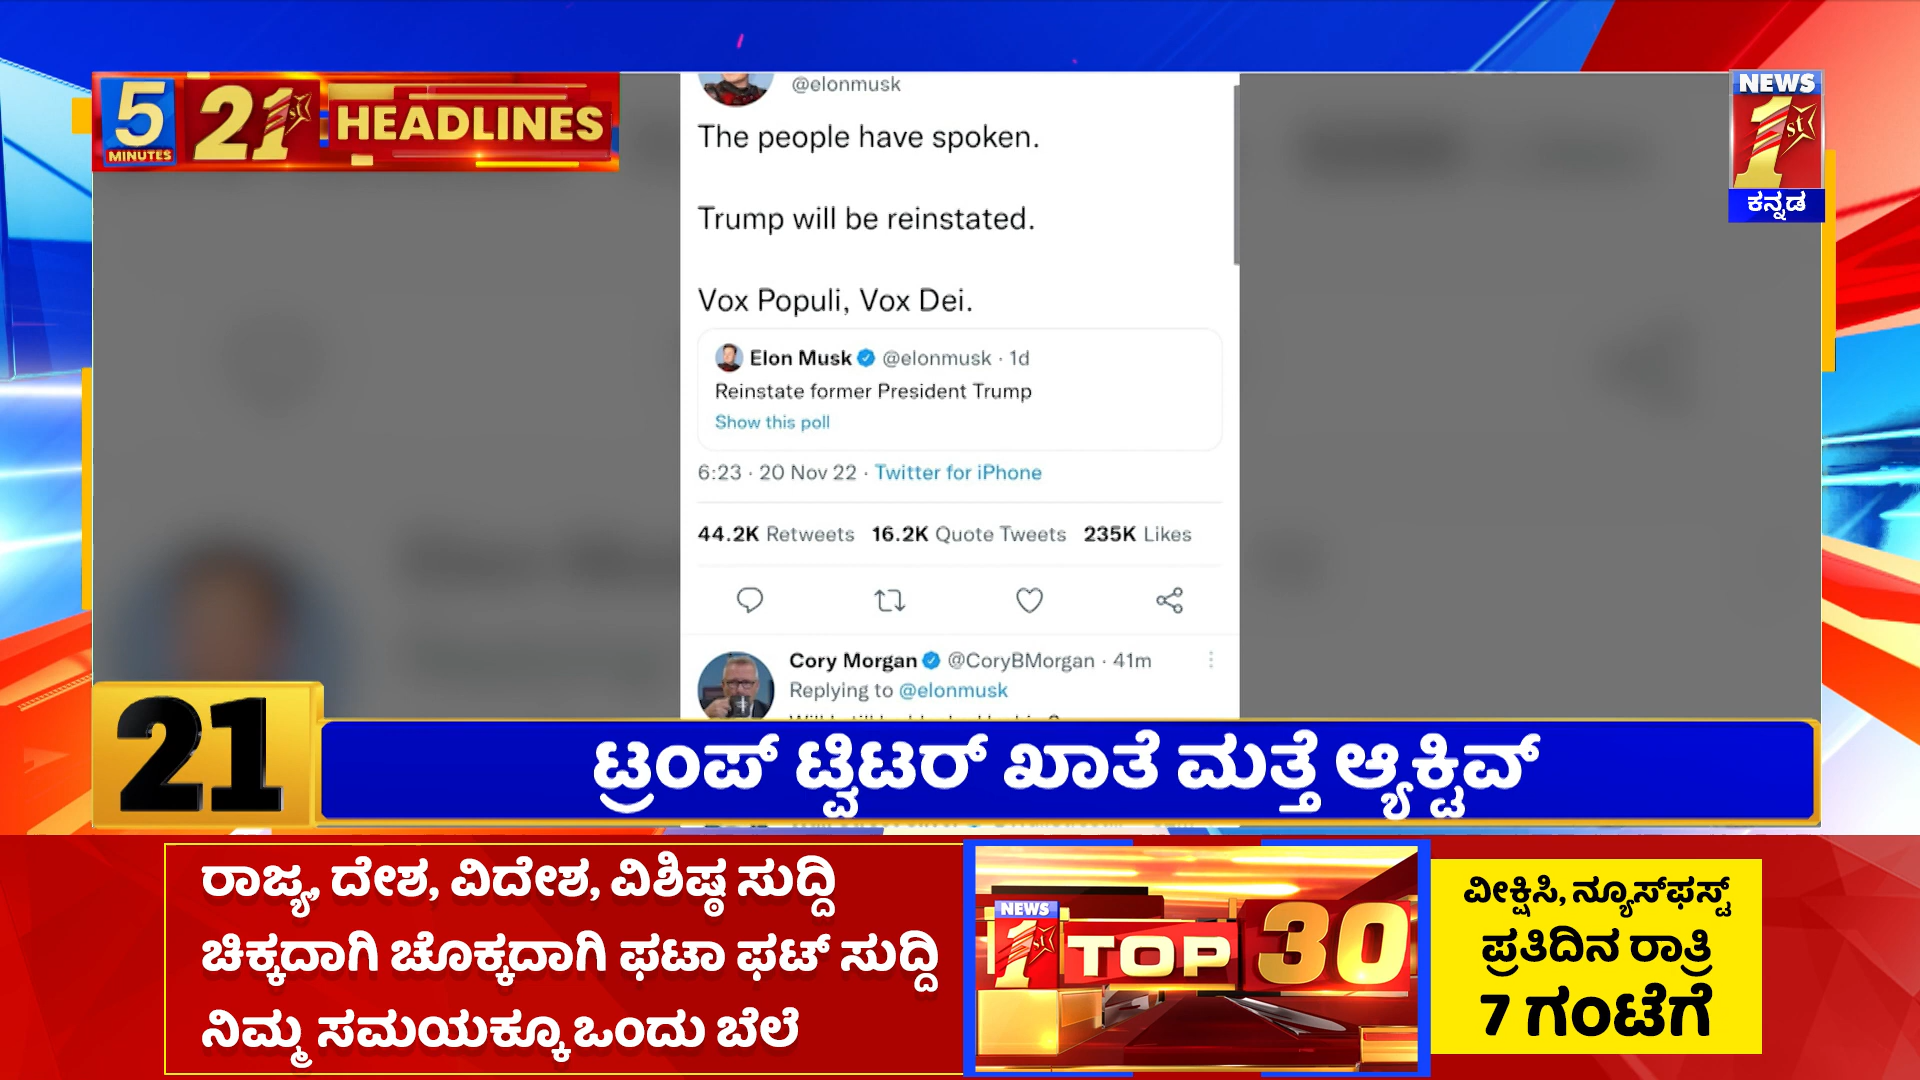 5 MINUTES
21st HEADLINES
NEWS
1st
ಕನ್ನಡ
@elonmusk
The people have spoken.
Trump will be reinstated.
Vox Populi, Vox Dei.
Elon Musk @elonmusk · 1d
Reinstate former President Trump
Show this poll
6:23 · 20 Nov 22 · Twitter for iPhone
44.2K Retweets 16.2K Quote Tweets 235K Likes
Cory Morgan @CoryBMorgan · 41m
Replying to @elonmusk
21
ಟ್ರಂಪ್ ಟ್ವಿಟರ್ ಖಾತೆ ಮತ್ತೆ ಆ್ಯಕ್ಟಿವ್
ರಾಜ್ಯ, ದೇಶ, ವಿದೇಶ, ವಿಶಿಷ್ಠ ಸುದ್ದಿ
ಚಿಕ್ಕದಾಗಿ ಚೊಕ್ಕದಾಗಿ ಫಟಾ ಫಟ್ ಸುದ್ದಿ
ನಿಮ್ಮ ಸಮಯಕ್ಕೂ ಒಂದು ಬೆಲೆ
NEWS
1st TOP 30
ವೀಕ್ಷಿಸಿ, ನ್ಯೂಸ್‌ಫಸ್ಟ್
ಪ್ರತಿದಿನ ರಾತ್ರಿ
7 ಗಂಟೆಗೆ